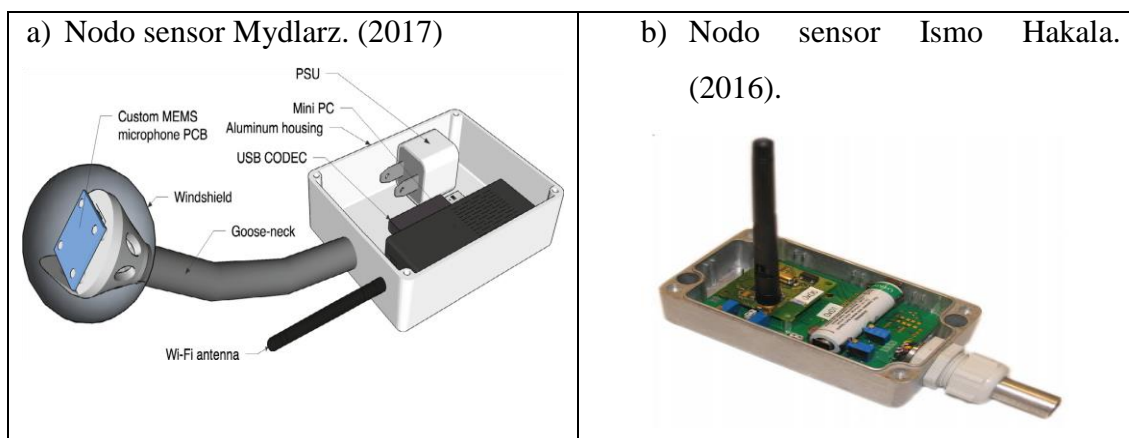 a) Nodo sensor Mydlarz. (2017)
PSU
Mini PC
Custom MEMS
microphone PCB
Aluminum housing
USB CODEC
Windshield
Goose-neck
Wi-Fi antenna
b) Nodo sensor Ismo Hakala.
(2016).